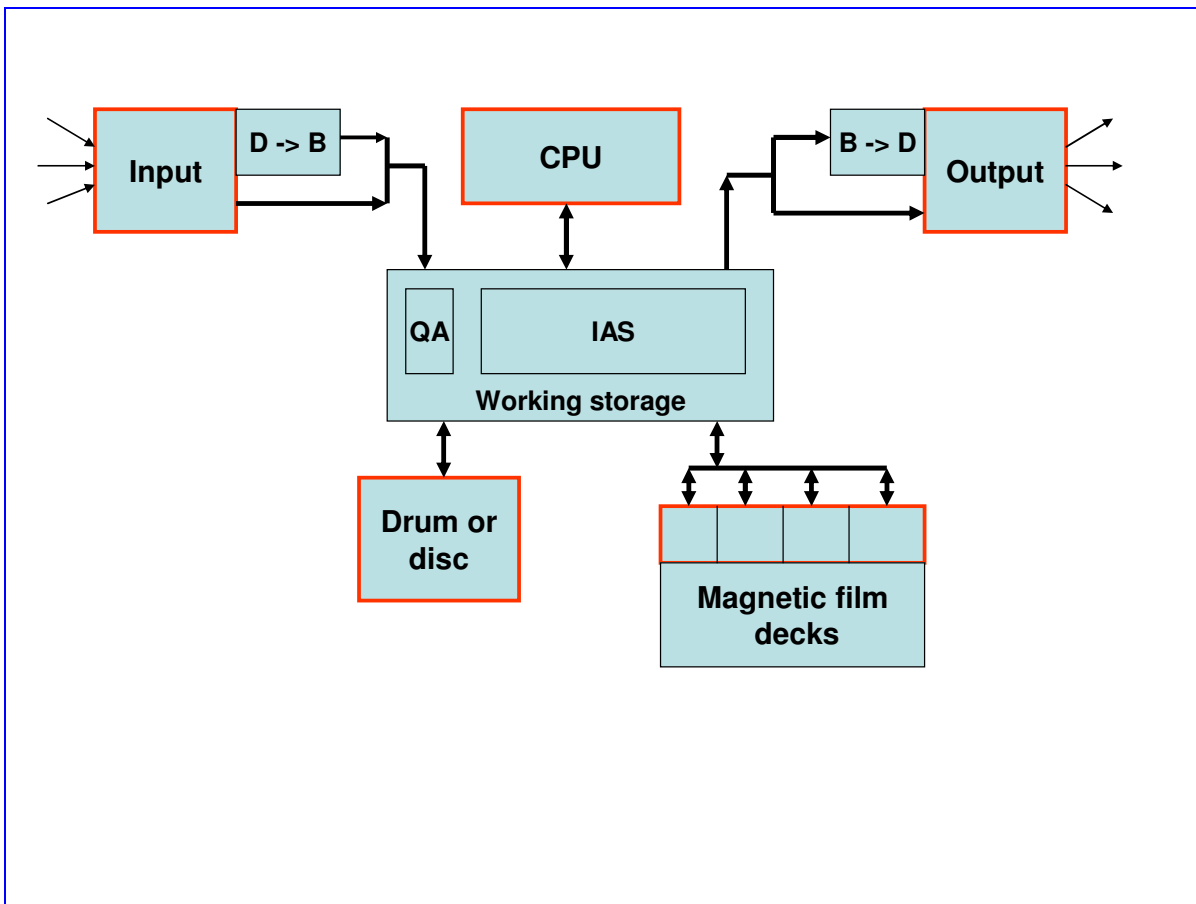 Input
D -> B
CPU
B -> D
Output
QA
IAS
Working storage
Drum or
disc
Magnetic film
decks